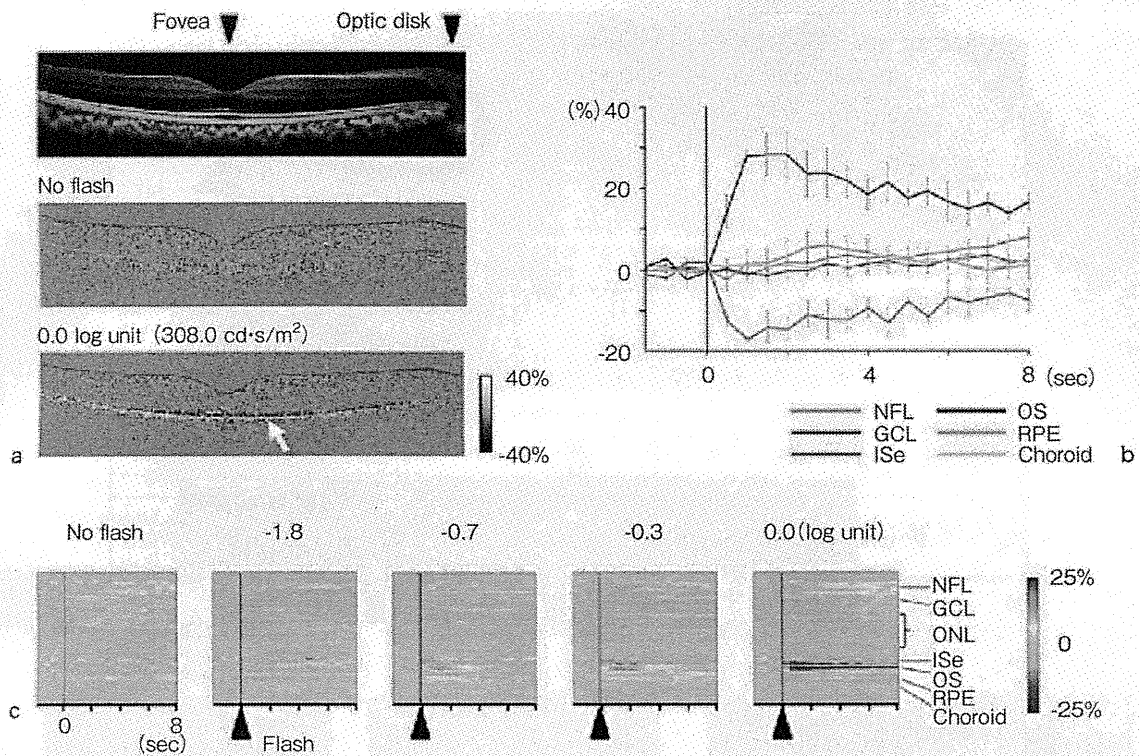 Fovea Optic disk
No flash
0.0 log unit (308.0 cd·s/m²)
40%
-40%
a
(%) 40
20
0
-20
0 4 8 (sec)
NFL OS
GCL RPE
ISe Choroid
b
No flash -1.8 -0.7 -0.3 0.0 (log unit)
NFL
GCL
ONL
ISe
OS
RPE
Choroid
25%
0
-25%
c
0 8
(sec) Flash